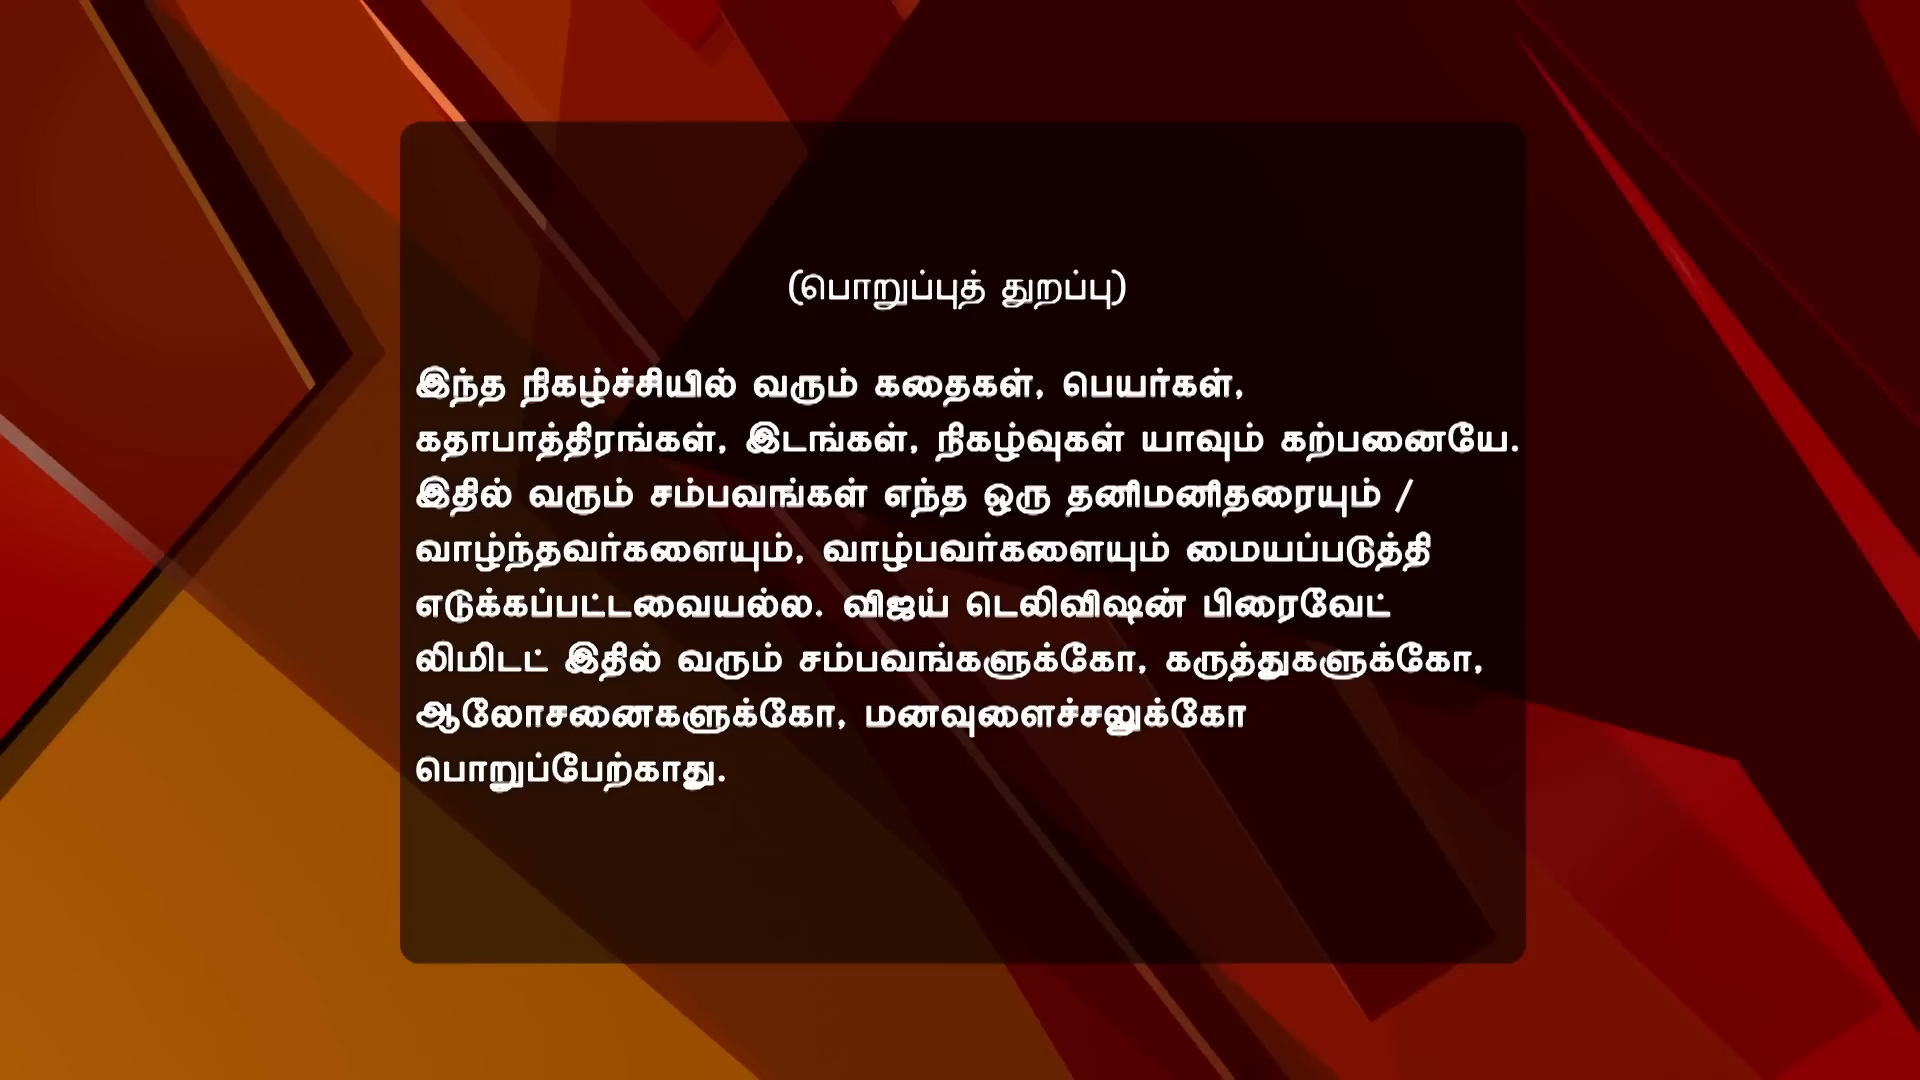 (பொறுப்புத் துறப்பு)
இந்த நிகழ்ச்சியில் வரும் கதைகள், பெயர்கள்,
கதாபாத்திரங்கள், இடங்கள், நிகழ்வுகள் யாவும் கற்பனையே.
இதில் வரும் சம்பவங்கள் எந்த ஒரு தனிமனிதரையும் /
வாழ்ந்தவர்களையும், வாழ்பவர்களையும் மையப்படுத்தி
எடுக்கப்பட்டவையல்ல. விஜய் டெலிவிஷன் பிரைவேட்
லிமிடட் இதில் வரும் சம்பவங்களுக்கோ, கருத்துகளுக்கோ,
ஆலோசனைகளுக்கோ, மனவுளைச்சலுக்கோ
பொறுப்பேற்காது.